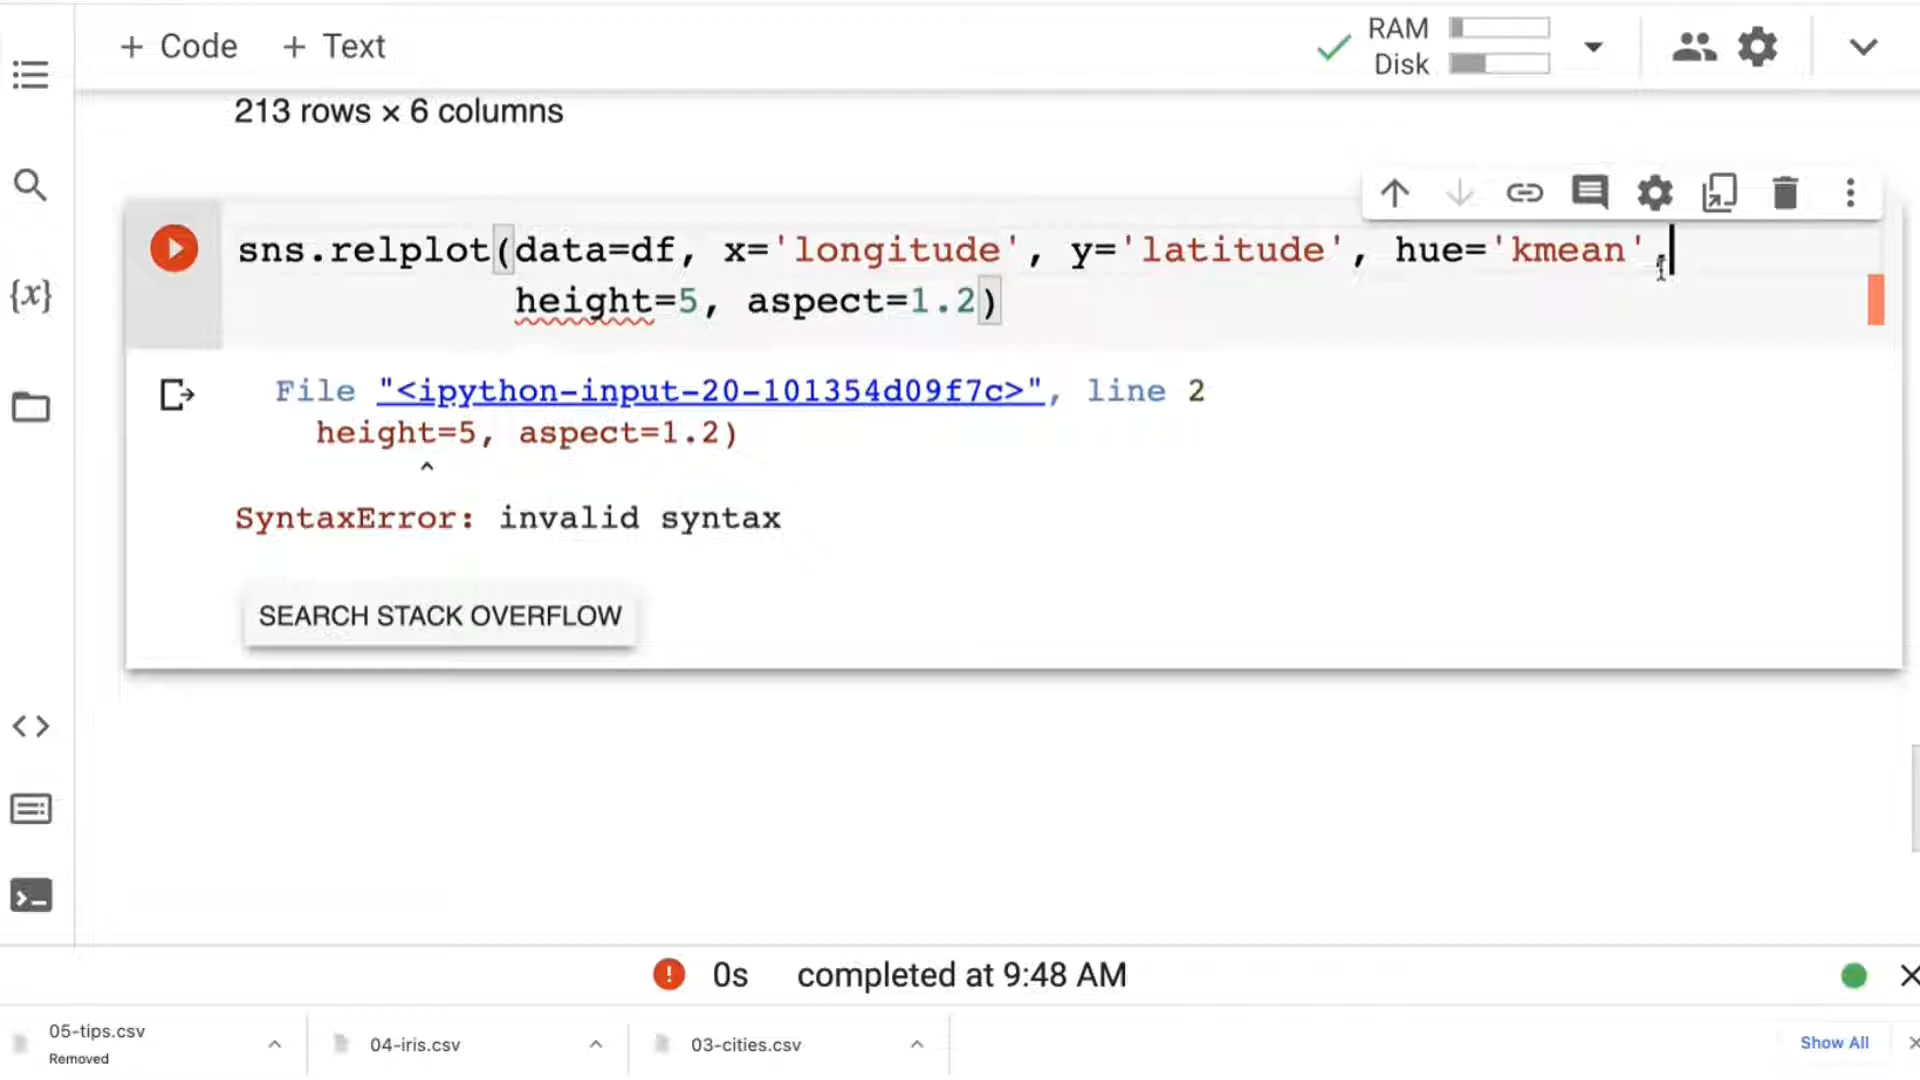 + Code + Text
RAM
Disk
213 rows × 6 columns
{x}
sns.relplot(data=df, x='longitude', y='latitude', hue='kmean',
height=5, aspect=1.2)
File "<ipython-input-20-101354d09f7c>", line 2
height=5, aspect=1.2)
^
SyntaxError: invalid syntax
SEARCH STACK OVERFLOW
0s completed at 9:48 AM
05-tips.csv
Removed
04-iris.csv
03-cities.csv
Show All